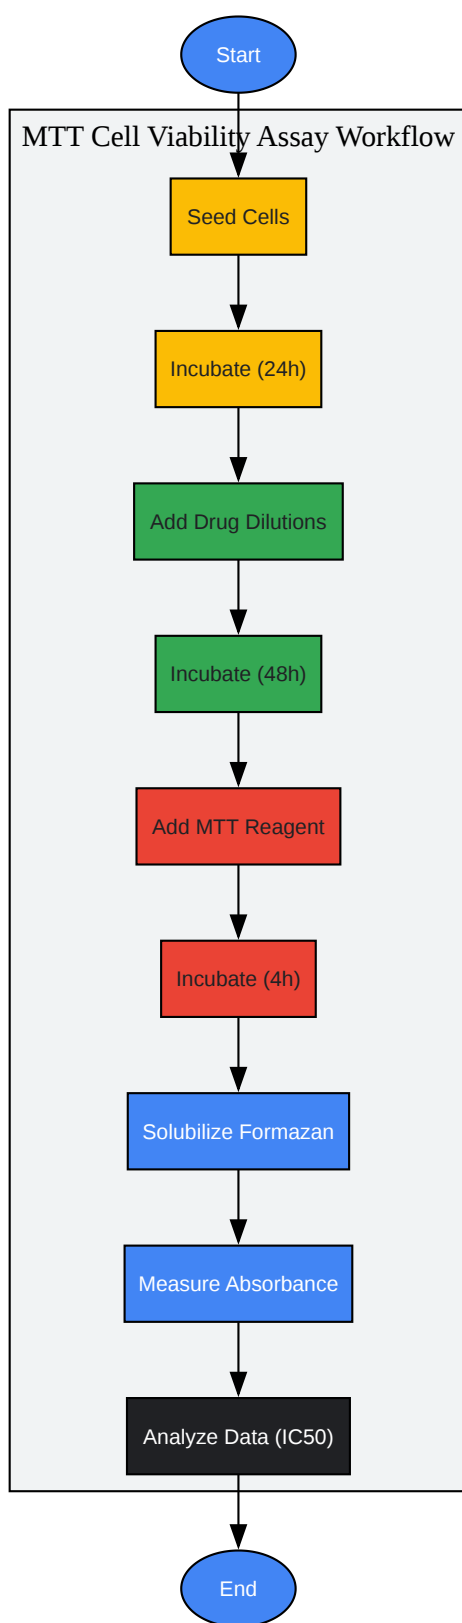 Start
MTT Cell Viability Assay Workflow
Seed Cells
Incubate (24h)
Add Drug Dilutions
Incubate (48h)
Add MTT Reagent
Incubate (4h)
Solubilize Formazan
Measure Absorbance
Analyze Data (IC50)
End